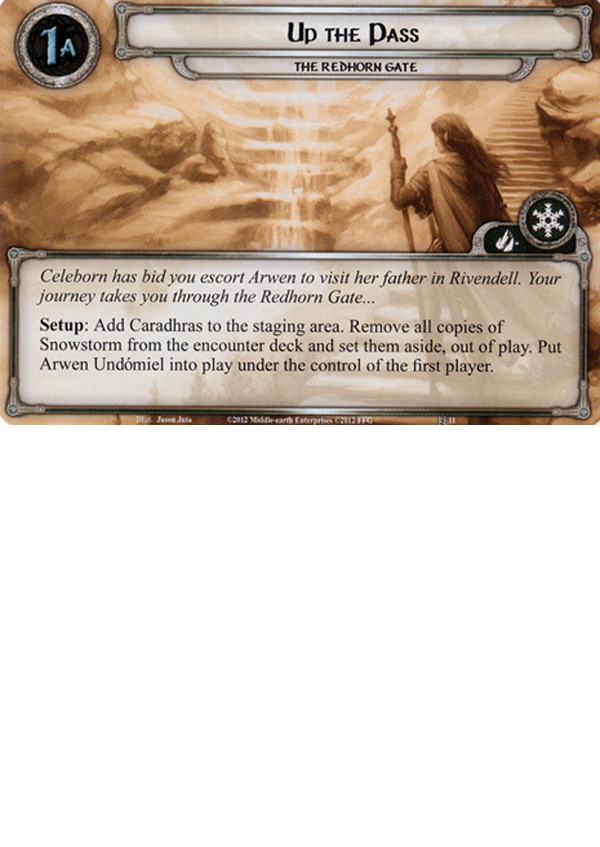 1A
Up the Pass
The Redhorn Gate
Celeborn has bid you escort Arwen to visit her father in Rivendell. Your
journey takes you through the Redhorn Gate...
Setup: Add Caradhras to the staging area. Remove all copies of
Snowstorm from the encounter deck and set them aside, out of play. Put
Arwen Undómiel into play under the control of the first player.
Illus. Jason Juta ©2012 Middle-earth Enterprises ©2012 FFG 11